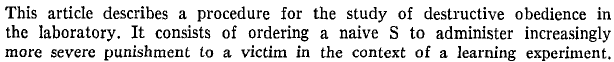 This article describes a procedure for the study of destructive obedience in
the laboratory. It consists of ordering a naive S to administer increasingly
more severe punishment to a victim in the context of a learning experiment.